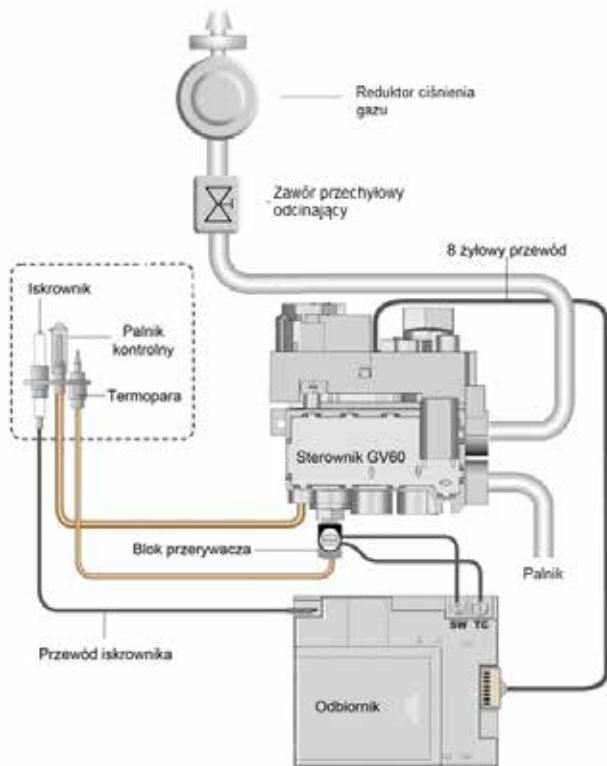 Reduktor ciśnienia
gazu
Zawór przechyłowy
odcinający
8 żyłowy przewód
Iskrownik
Palnik
kontrolny
Termopara
Sterownik GV60
Blok przerywacza
Palnik
SW TC
Przewód iskrownika
Odbiornik